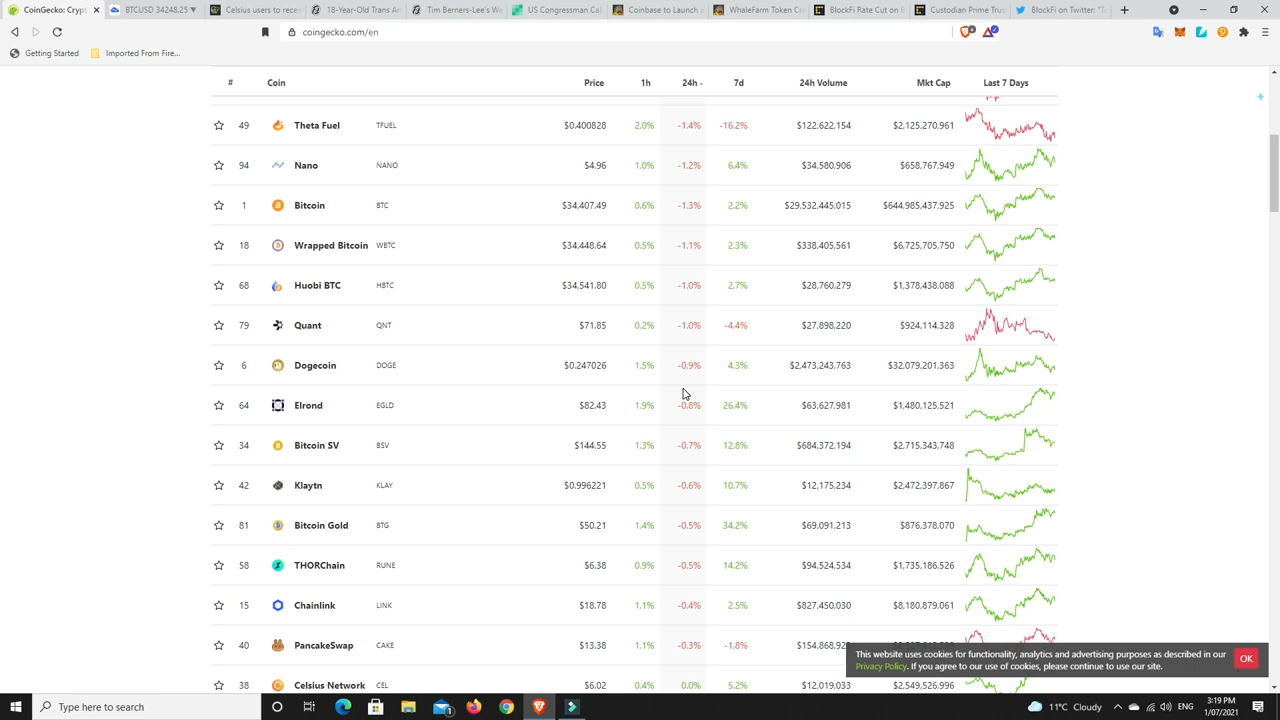 CoinGecko: Crypt
BTCUSD 34248.25 ▼
Celsius users to rece
18-Year-Old Trans An
Tim Berners-Lee's We
US Congressman Cal
Coinbase to Launch a
WhaleFarm Token Cr
BlockFi Rate Cut on B
Custodian Prime Trus
BlockFi on Twitter: "Te
coingecko.com/en
Getting Started Imported From Fire...
# Coin Price 1h 24h 7d 24h Volume Mkt Cap Last 7 Days
49 Theta Fuel TFUEL $0.400828 2.0% -1.4% -16.2% $122,622,154 $2,125,270,961
94 Nano NANO $4.96 1.0% -1.2% 6.4% $34,580,906 $658,767,949
1 Bitcoin BTC $34,407.49 0.6% -1.3% 2.2% $29,532,445,015 $644,985,437,925
18 Wrapped Bitcoin WBTC $34,448.64 0.5% -1.1% 2.3% $338,405,561 $6,725,705,750
68 Huobi BTC HBTC $34,541.80 0.5% -1.0% 2.7% $28,760,279 $1,378,438,088
79 Quant QNT $71.85 0.2% -1.0% -4.4% $27,898,220 $924,114,328
6 Dogecoin DOGE $0.247026 1.5% -0.9% 4.3% $2,473,243,763 $32,079,201,363
64 Elrond EGLD $82.43 1.9% -0.8% 26.4% $63,627,981 $1,480,125,521
34 Bitcoin SV BSV $144.55 1.3% -0.7% 12.8% $684,372,194 $2,715,343,748
42 Klaytn KLAY $0.996221 0.5% -0.6% 10.7% $12,175,234 $2,472,397,867
81 Bitcoin Gold BTG $50.21 1.4% -0.5% 34.2% $69,091,213 $876,378,070
58 THORChain RUNE $6.38 0.9% -0.5% 14.2% $94,524,534 $1,735,186,526
15 Chainlink LINK $18.78 1.1% -0.4% 2.5% $827,450,030 $8,180,879,061
40 PancakeSwap CAKE $13.38 1.1% -0.3% -1.8%
38 Celsius Network CEL $6.02 0.4% 0.0% 5.2% $12,019,033 $2,549,526,996
This website uses cookies for functionality, analytics and advertising purposes as described in our
Privacy Policy. If you agree to our use of cookies, please continue to use our site.
OK
Type here to search
11°C Cloudy
ENG
3:19 PM
1/07/2021